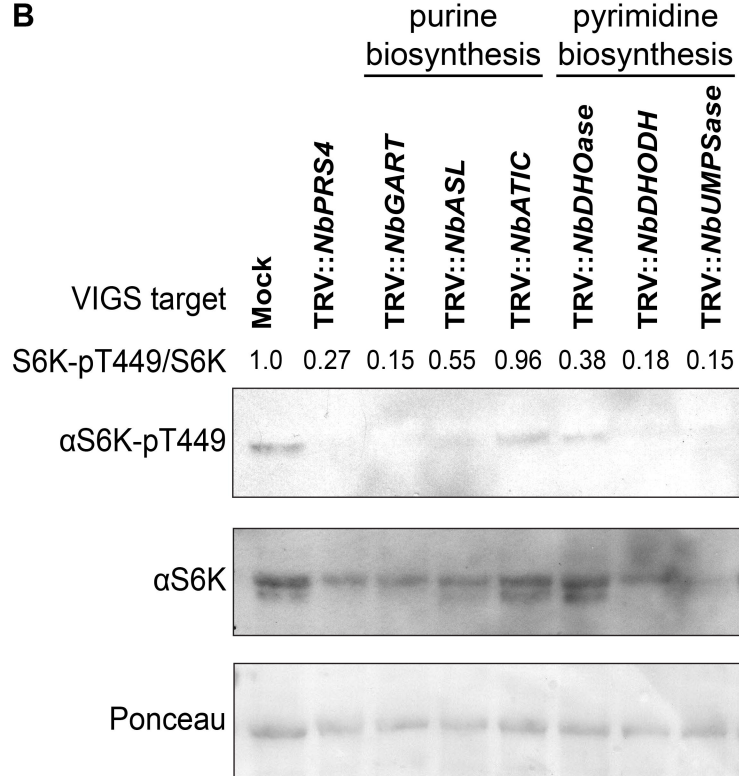 B
purine
biosynthesis
pyrimidine
biosynthesis
VIGS target
Mock
TRV::NbPRS4
TRV::NbGART
TRV::NbASL
TRV::NbATIC
TRV::NbDHOase
TRV::NbDHODH
TRV::NbUMPSase
S6K-pT449/S6K 1.0 0.27 0.15 0.55 0.96 0.38 0.18 0.15
αS6K-pT449
αS6K
Ponceau